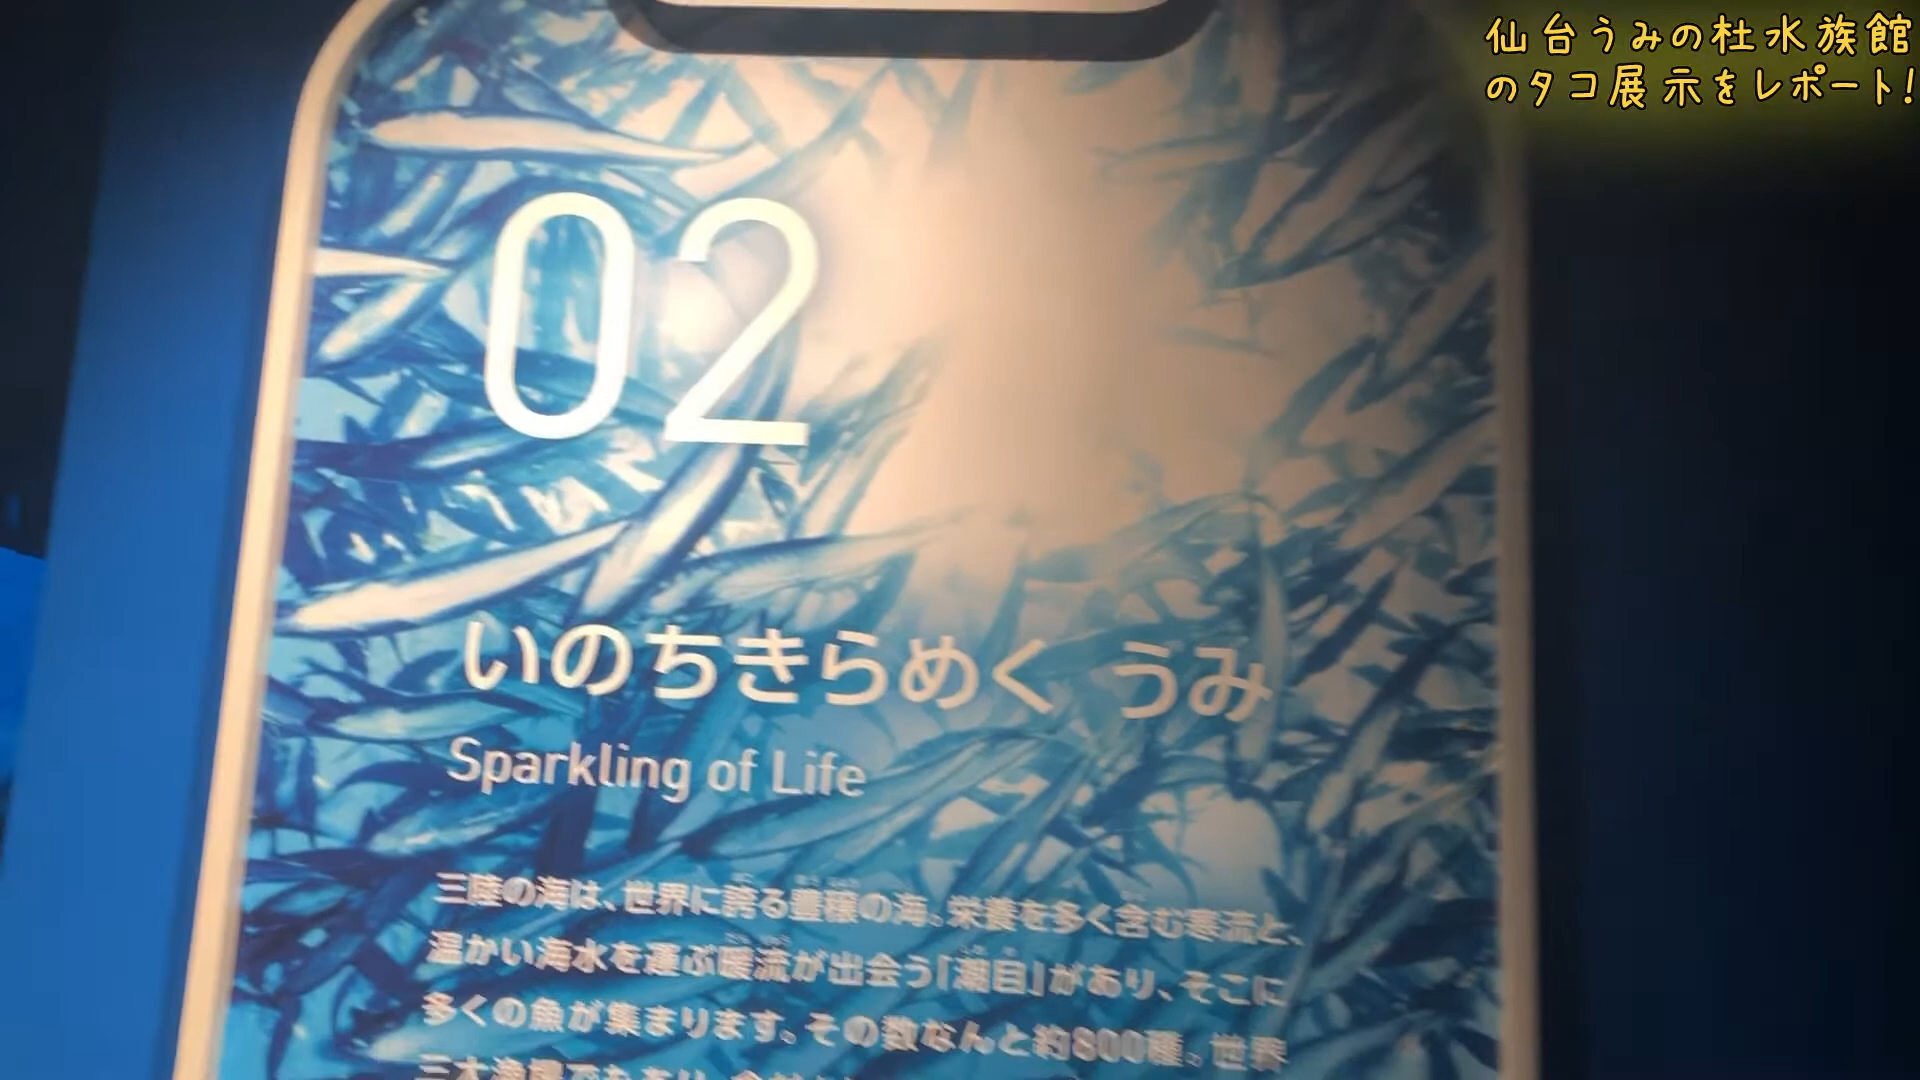 仙台うみの杜水族館
のタコ展示をレポート!
02
いのちきらめく うみ
Sparkling of Life
三陸の海は、世界に誇る豊穣の海。栄養を多く含む寒流と、
温かい海水を運ぶ暖流が出会う「潮目」があり、そこに
多くの魚が集まります。その数なんと約800種。世界